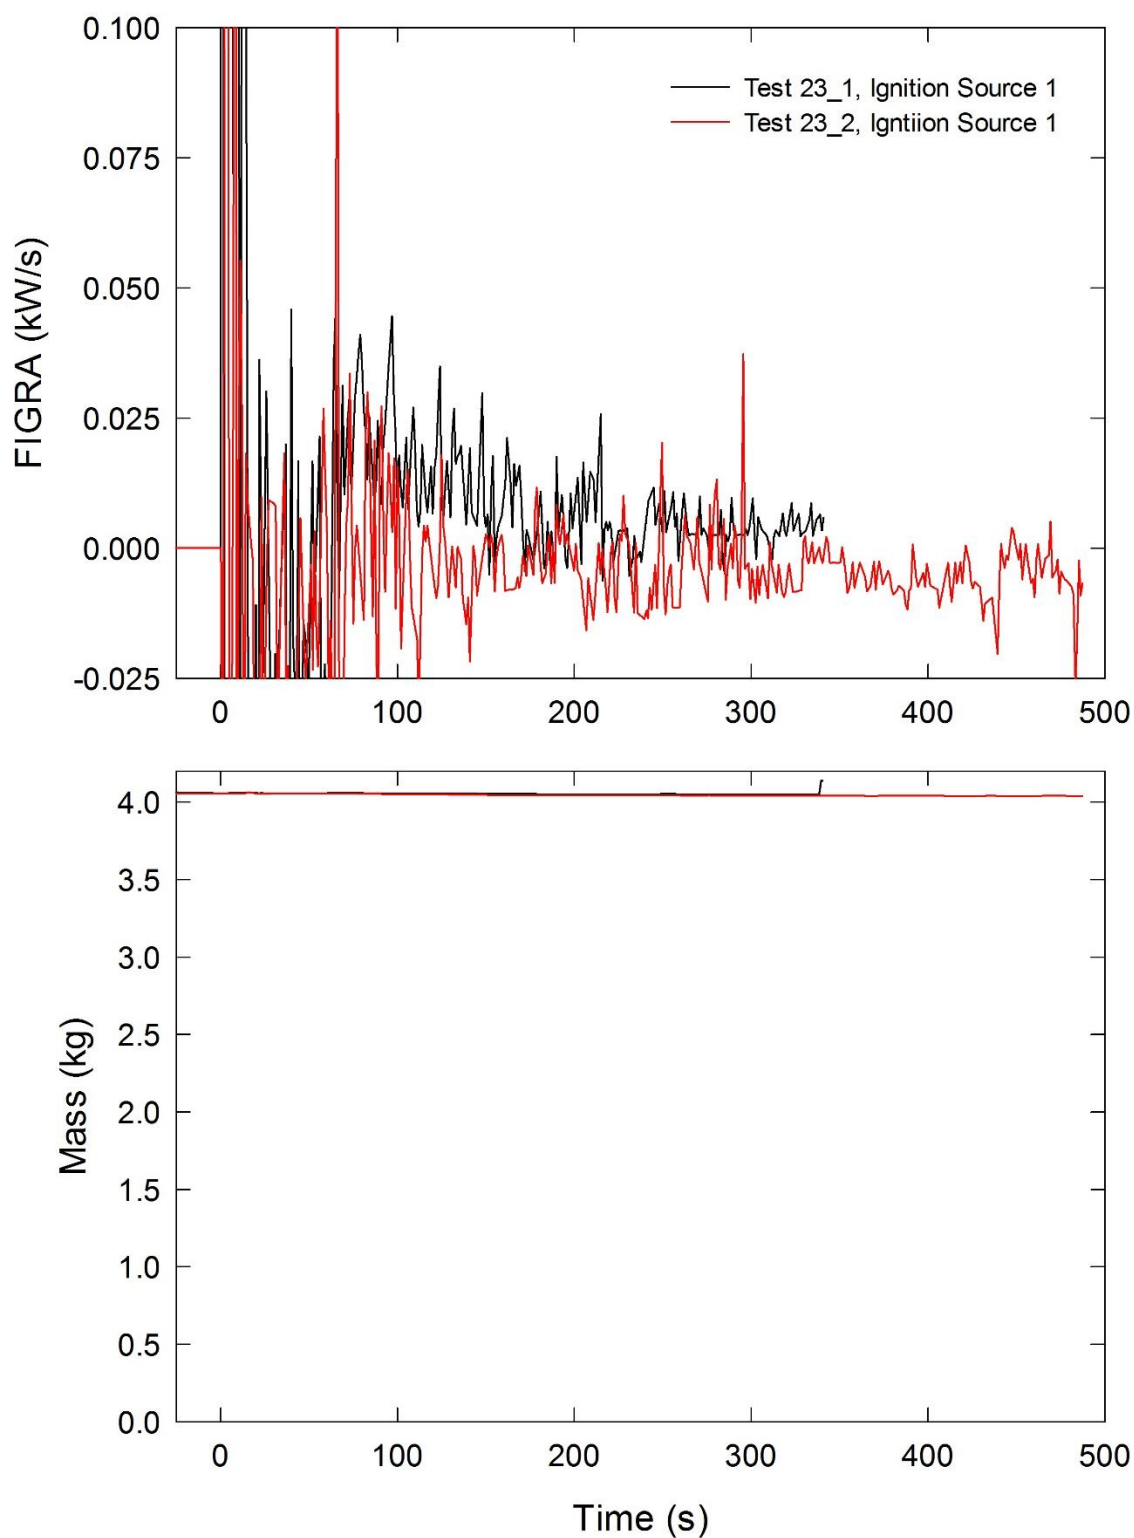 0.100
0.075
0.050
0.025
0.000
-0.025
FIGRA (kW/s)
Test 23_1, Ignition Source 1
Test 23_2, Igntiion Source 1
0 100 200 300 400 500
4.0
3.5
3.0
2.5
2.0
1.5
1.0
0.5
0.0
Mass (kg)
0 100 200 300 400 500
Time (s)